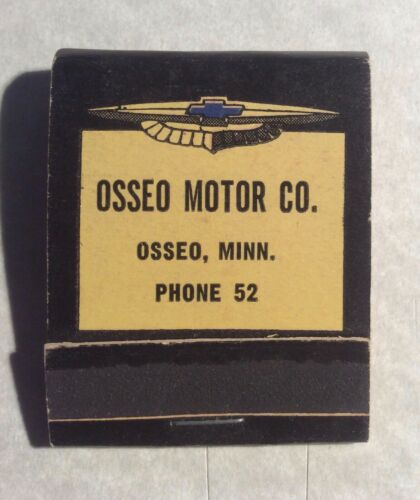 OSSEO MOTOR CO.
OSSEO, MINN.
PHONE 52